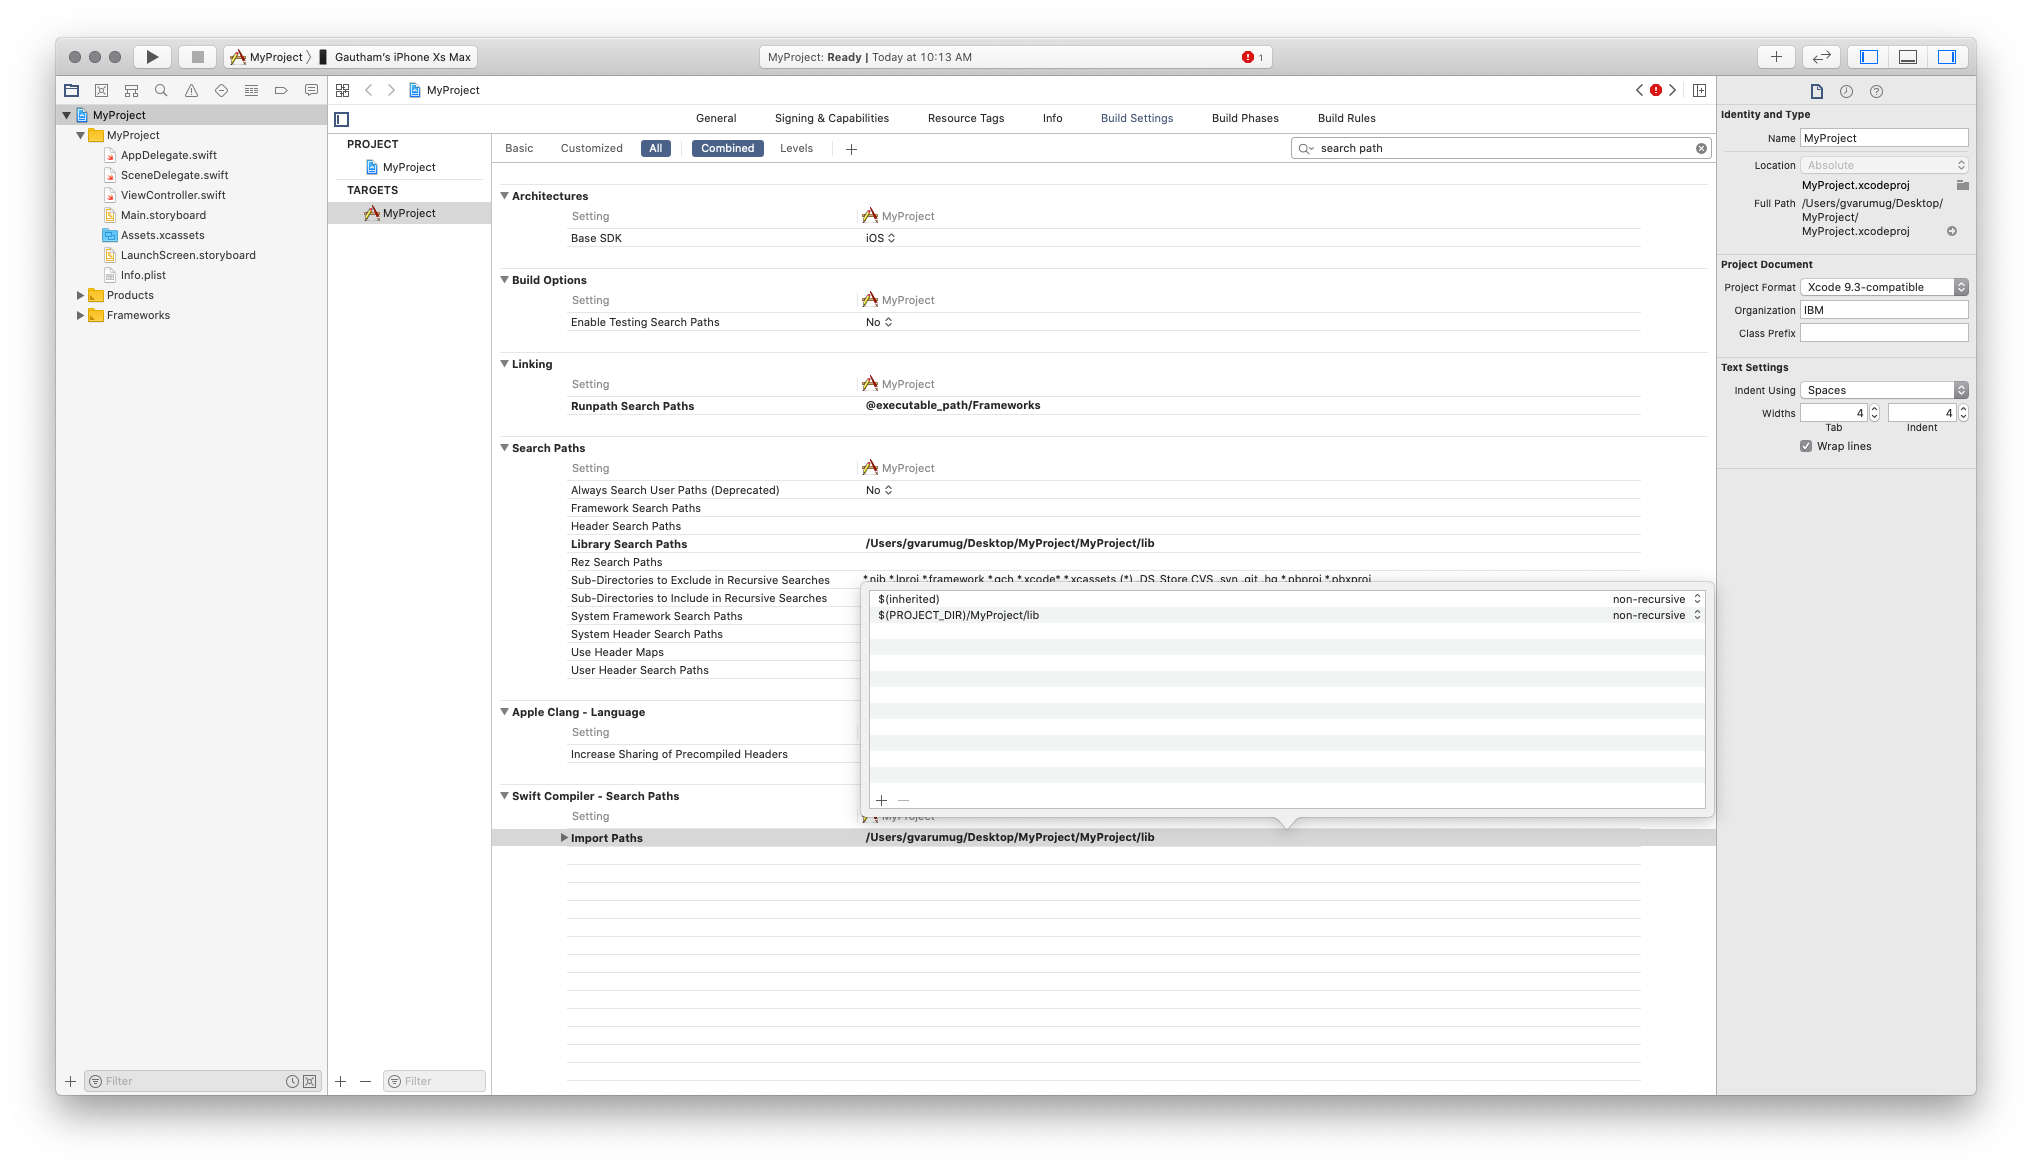 MyProject 〉 Gautham's iPhone Xs Max
MyProject: Ready | Today at 10:13 AM
1
MyProject
General
Signing & Capabilities
Resource Tags
Info
Build Settings
Build Phases
Build Rules
MyProject
MyProject
AppDelegate.swift
SceneDelegate.swift
ViewController.swift
Main.storyboard
Assets.xcassets
LaunchScreen.storyboard
Info.plist
Products
Frameworks
Filter
PROJECT
MyProject
TARGETS
MyProject
Filter
Basic Customized All Combined Levels +
search path
Architectures
Setting MyProject
Base SDK iOS
Build Options
Setting MyProject
Enable Testing Search Paths No
Linking
Setting MyProject
Runpath Search Paths @executable_path/Frameworks
Search Paths
Setting MyProject
Always Search User Paths (Deprecated) No
Framework Search Paths
Header Search Paths
Library Search Paths /Users/gvarumug/Desktop/MyProject/MyProject/lib
Rez Search Paths
Sub-Directories to Exclude in Recursive Searches *.nib *.lproj *.framework *.gch *.xcode* *.xcassets (*) .DS_Store CVS .svn .git .hg *.pbproj *.pbxproj
Sub-Directories to Include in Recursive Searches
System Framework Search Paths
System Header Search Paths
Use Header Maps
User Header Search Paths
$(inherited) non-recursive
$(PROJECT_DIR)/MyProject/lib non-recursive
Apple Clang - Language
Setting
Increase Sharing of Precompiled Headers
Swift Compiler - Search Paths
Setting MyProject
Import Paths /Users/gvarumug/Desktop/MyProject/MyProject/lib
Identity and Type
Name MyProject
Location Absolute
MyProject.xcodeproj
Full Path /Users/gvarumug/Desktop/
MyProject/
MyProject.xcodeproj
Project Document
Project Format Xcode 9.3-compatible
Organization IBM
Class Prefix
Text Settings
Indent Using Spaces
Widths 4 4
Tab Indent
Wrap lines